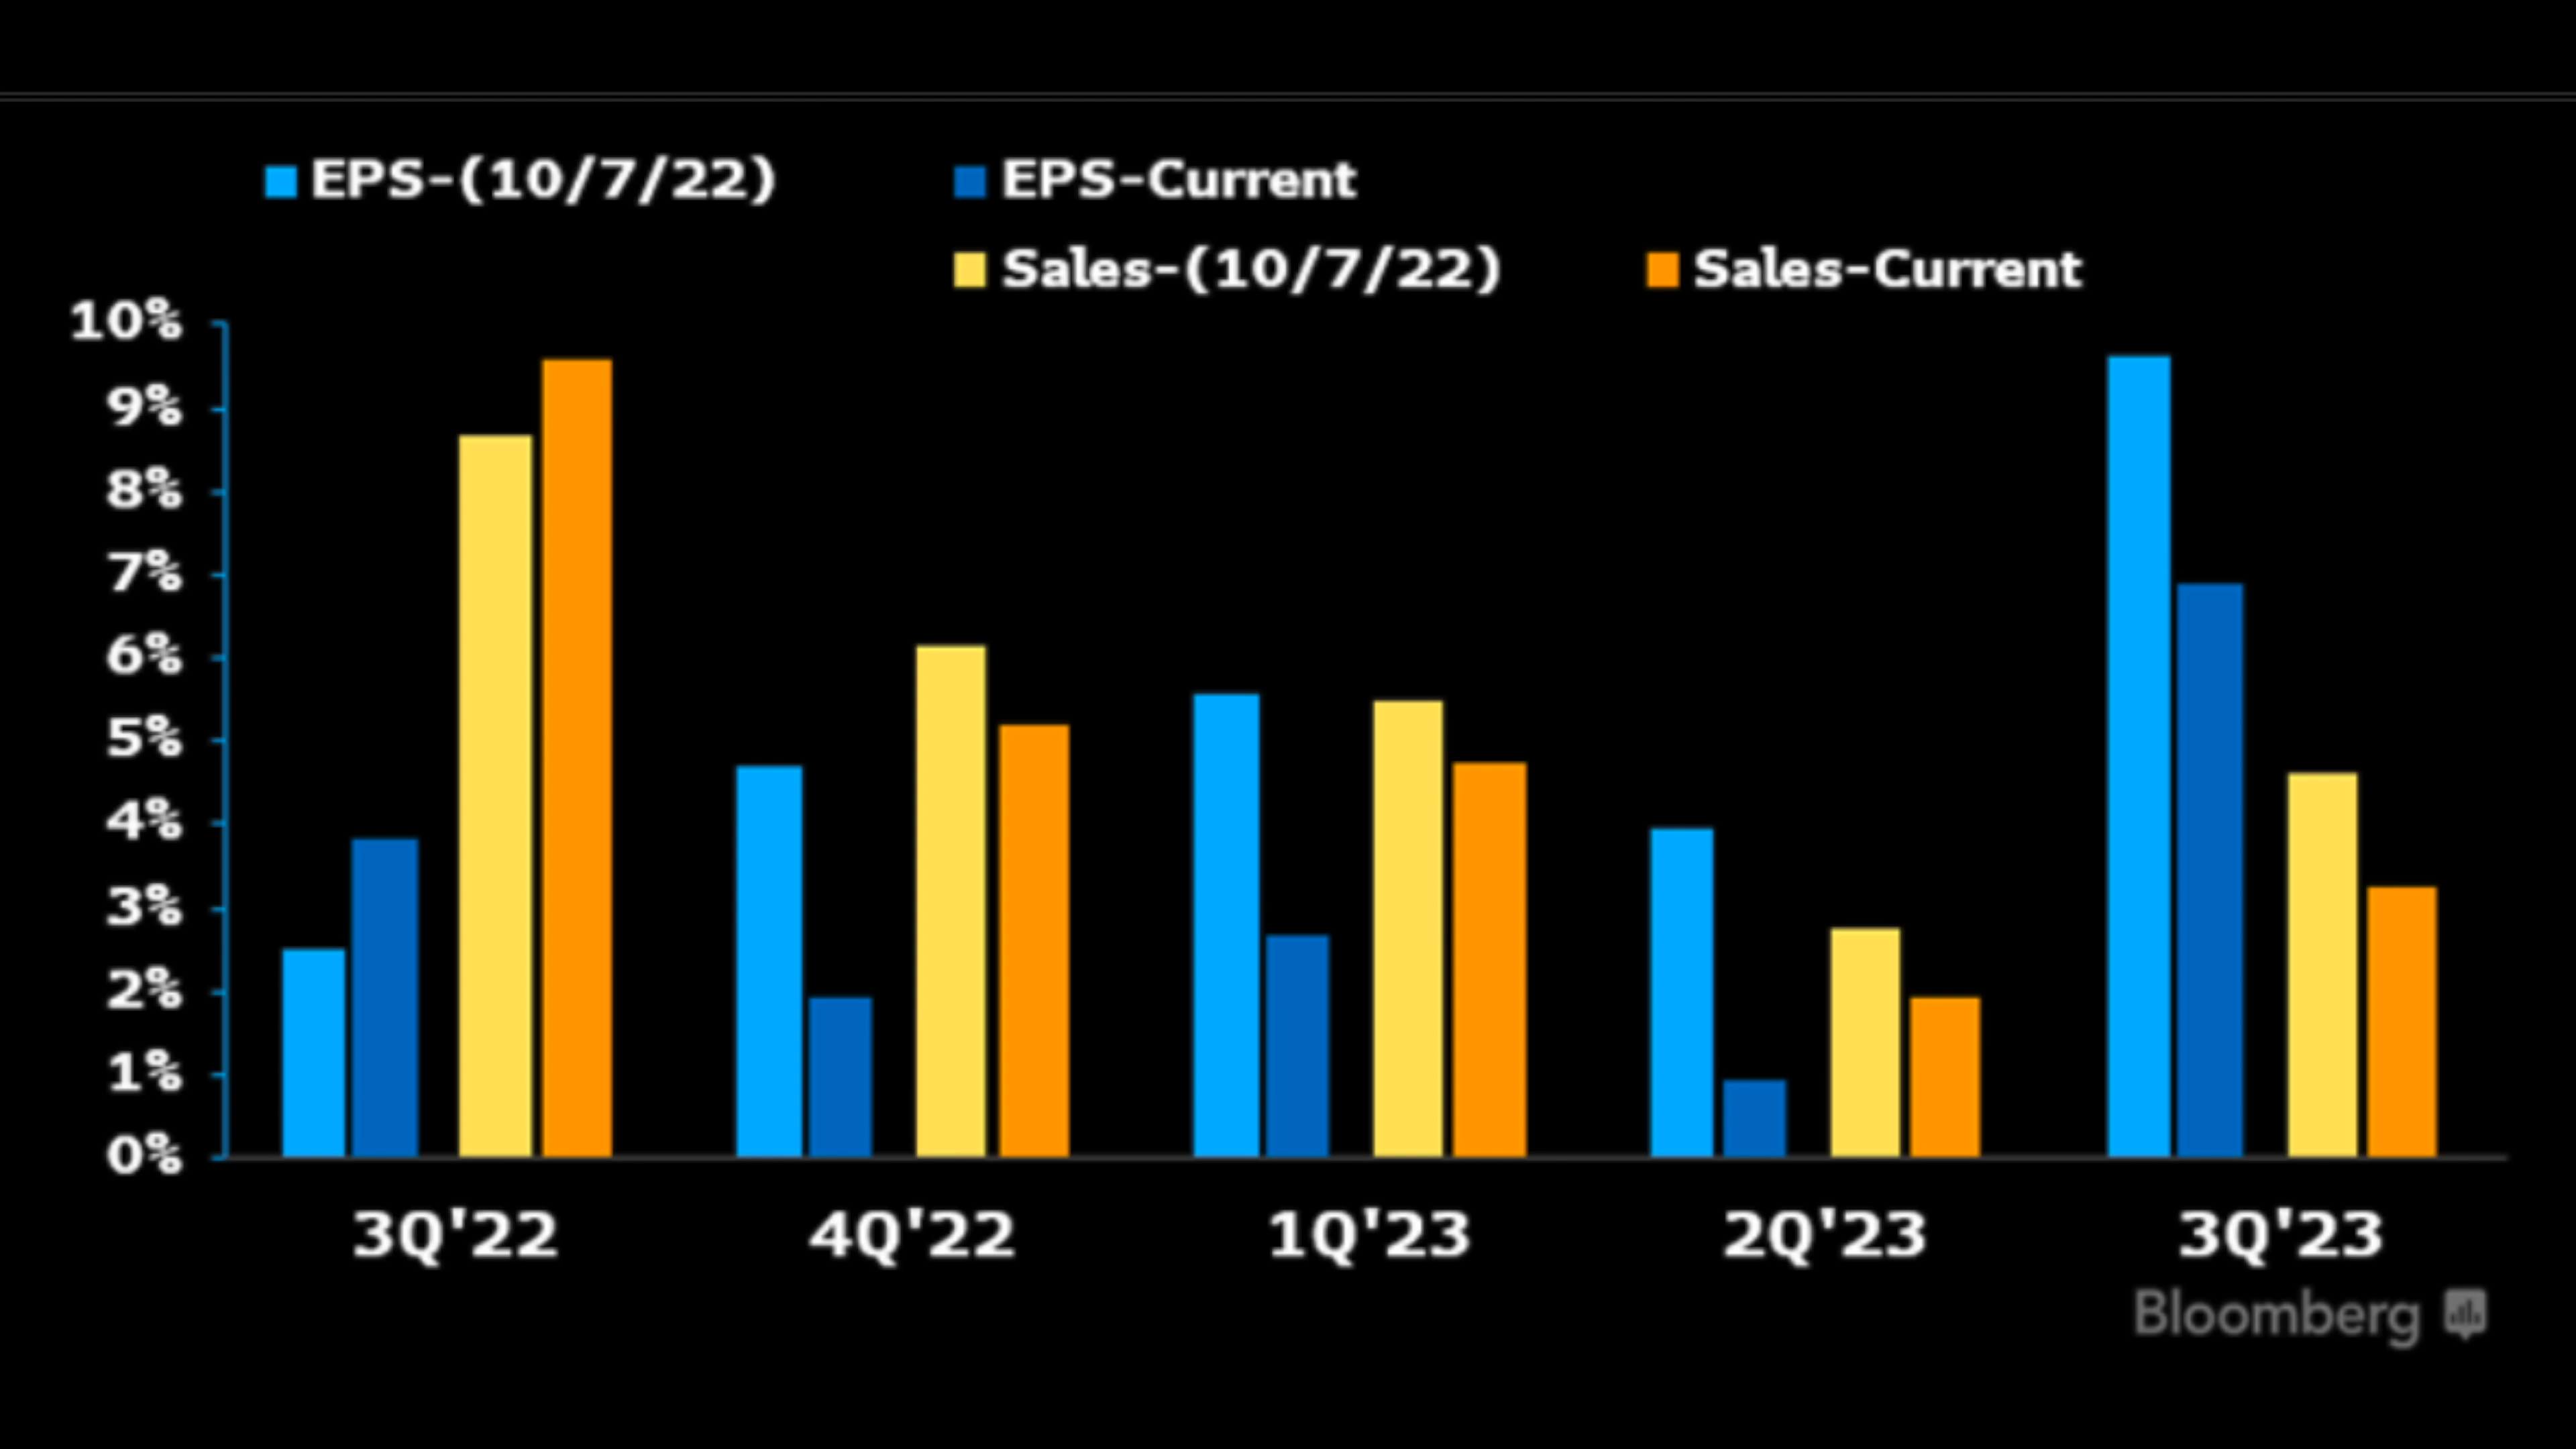 EPS-(10/7/22) EPS-Current
Sales-(10/7/22) Sales-Current
10%
9%
8%
7%
6%
5%
4%
3%
2%
1%
0%
3Q'22 4Q'22 1Q'23 2Q'23 3Q'23
Bloomberg